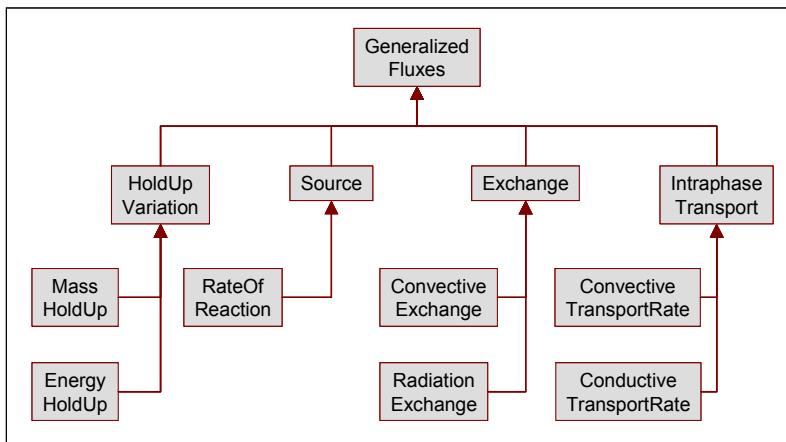 Generalized
Fluxes
HoldUp
Variation
Source
Exchange
Intraphase
Transport
Mass
HoldUp
RateOf
Reaction
Convective
Exchange
Convective
TransportRate
Energy
HoldUp
Radiation
Exchange
Conductive
TransportRate